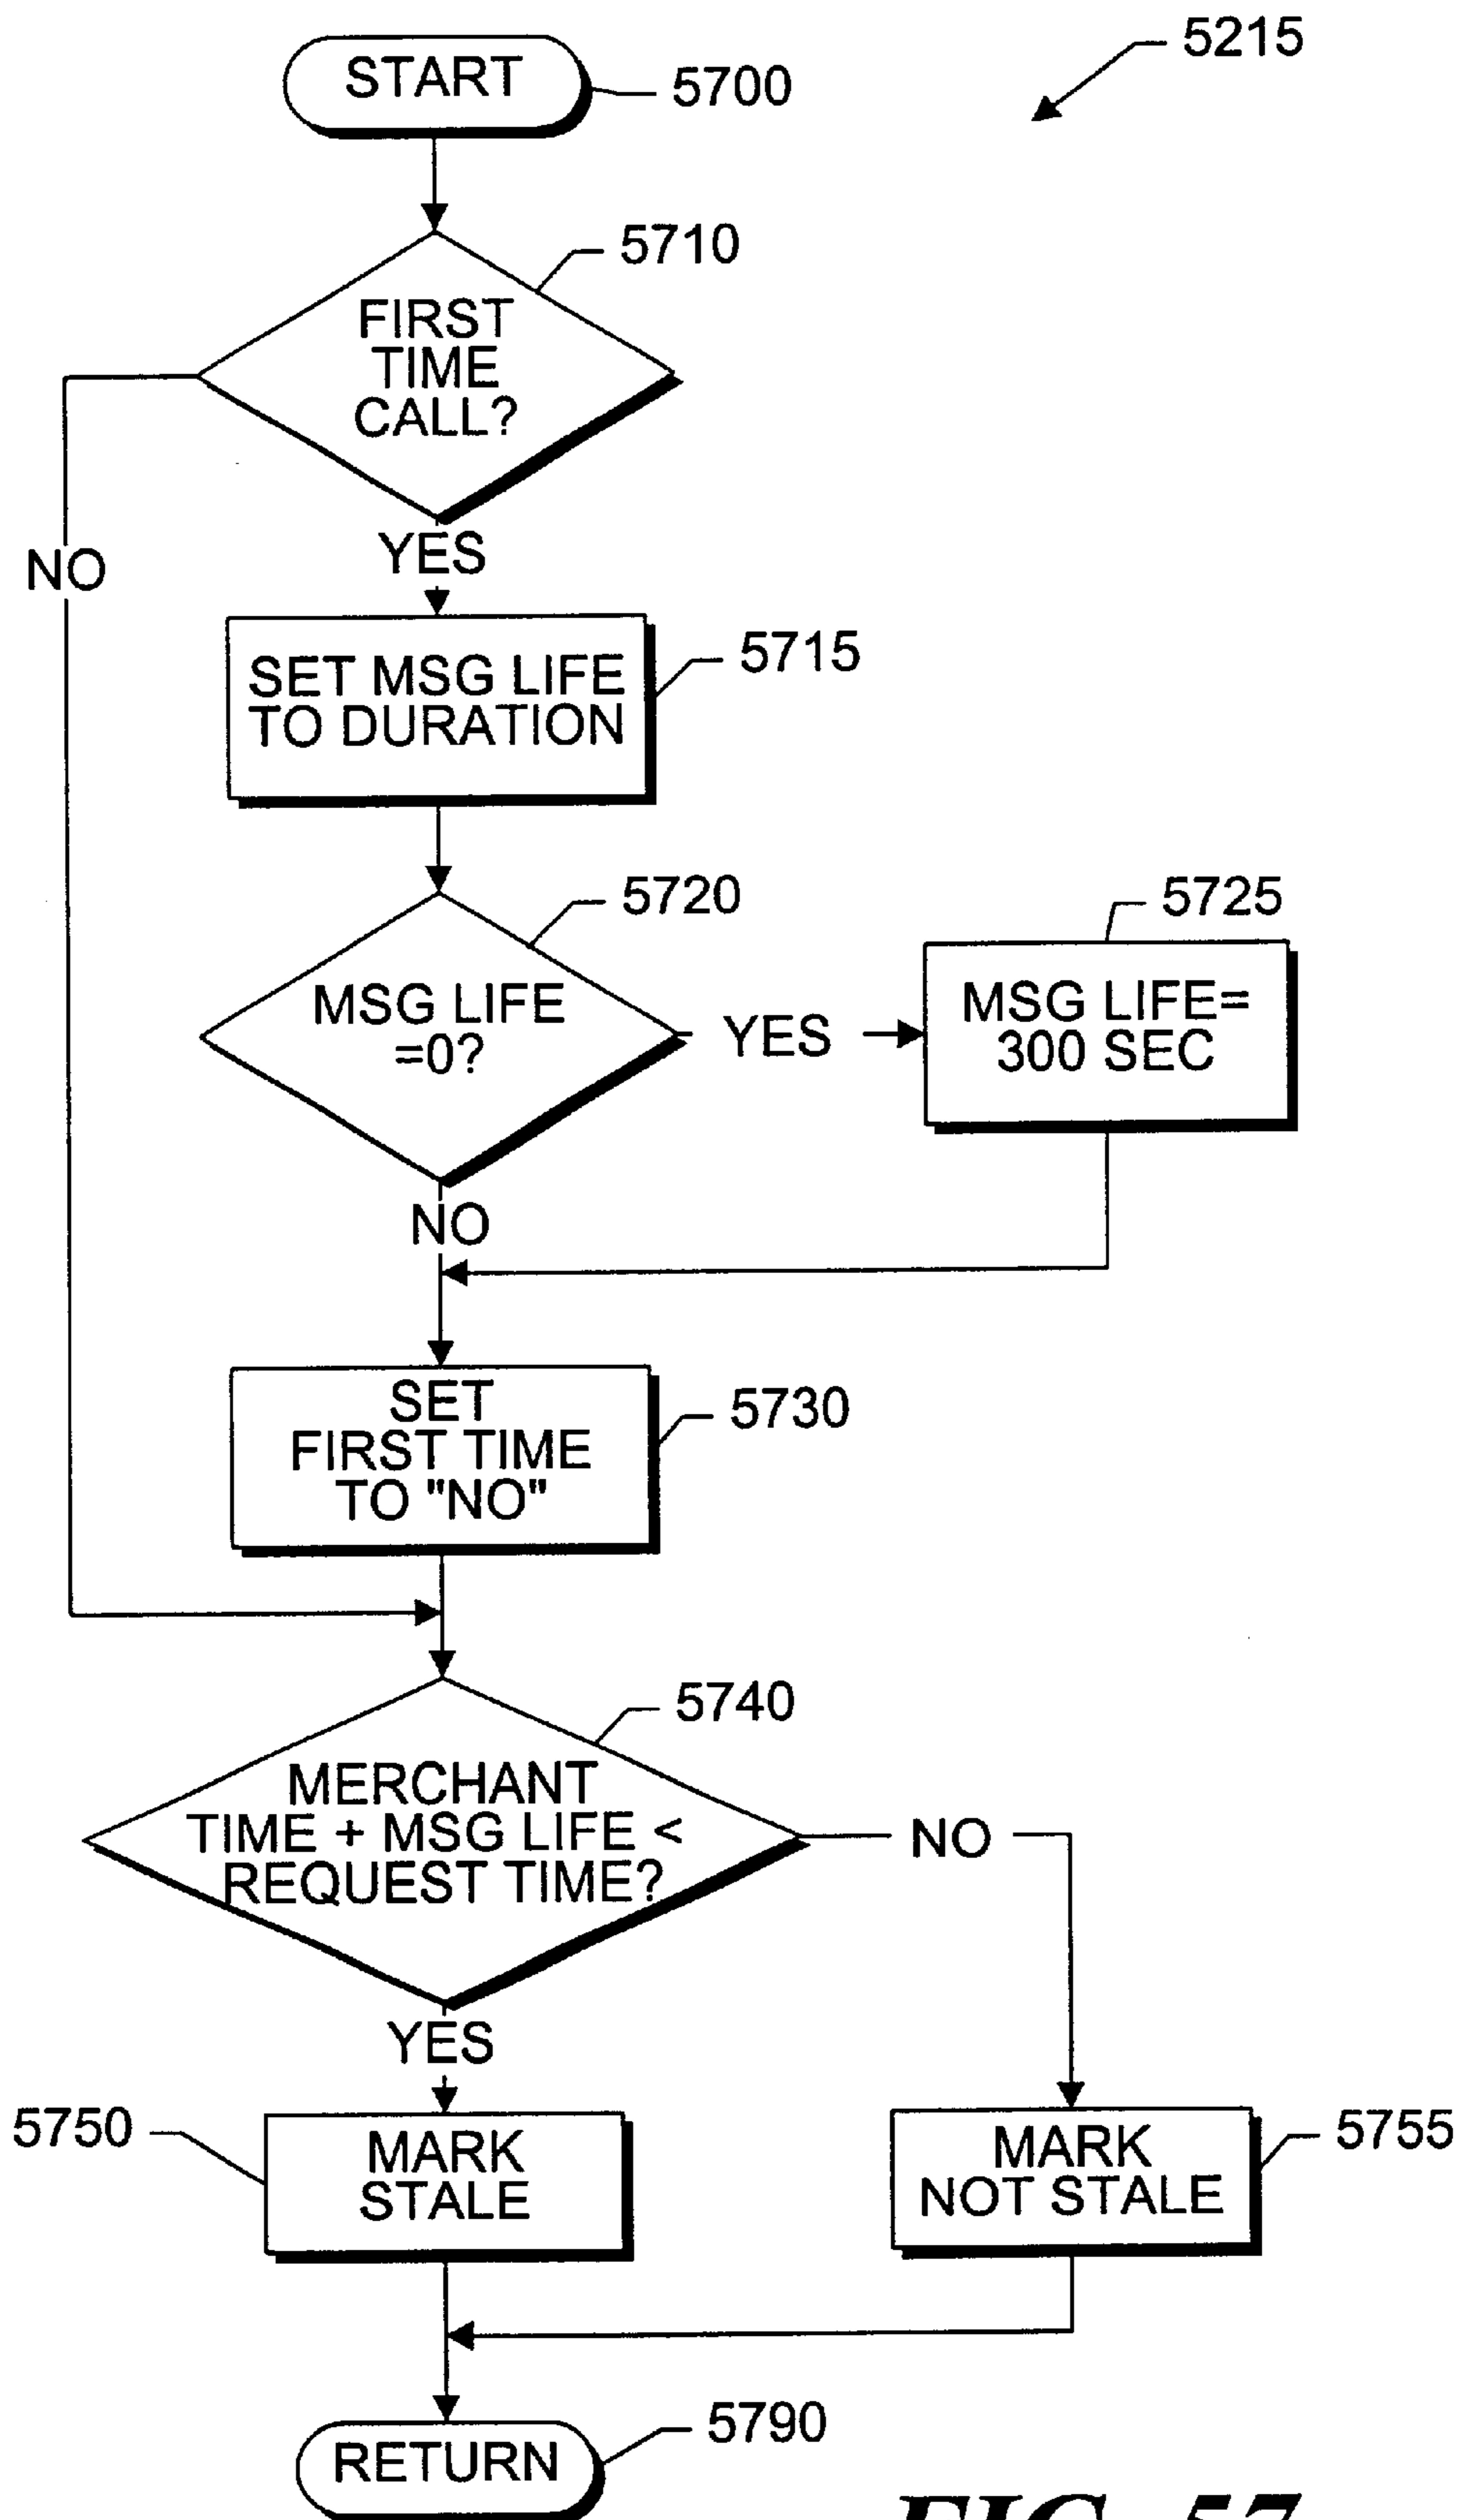 5215
START
5700
5710
FIRST
TIME
CALL?
YES
NO
SET MSG LIFE
TO DURATION
5715
5720
MSG LIFE
=0?
YES
5725
MSG LIFE=
300 SEC
NO
SET
FIRST TIME
TO "NO"
5730
5740
MERCHANT
TIME + MSG LIFE <
REQUEST TIME?
NO
YES
5750
MARK
STALE
MARK
NOT STALE
5755
RETURN
5790
FIG. 57